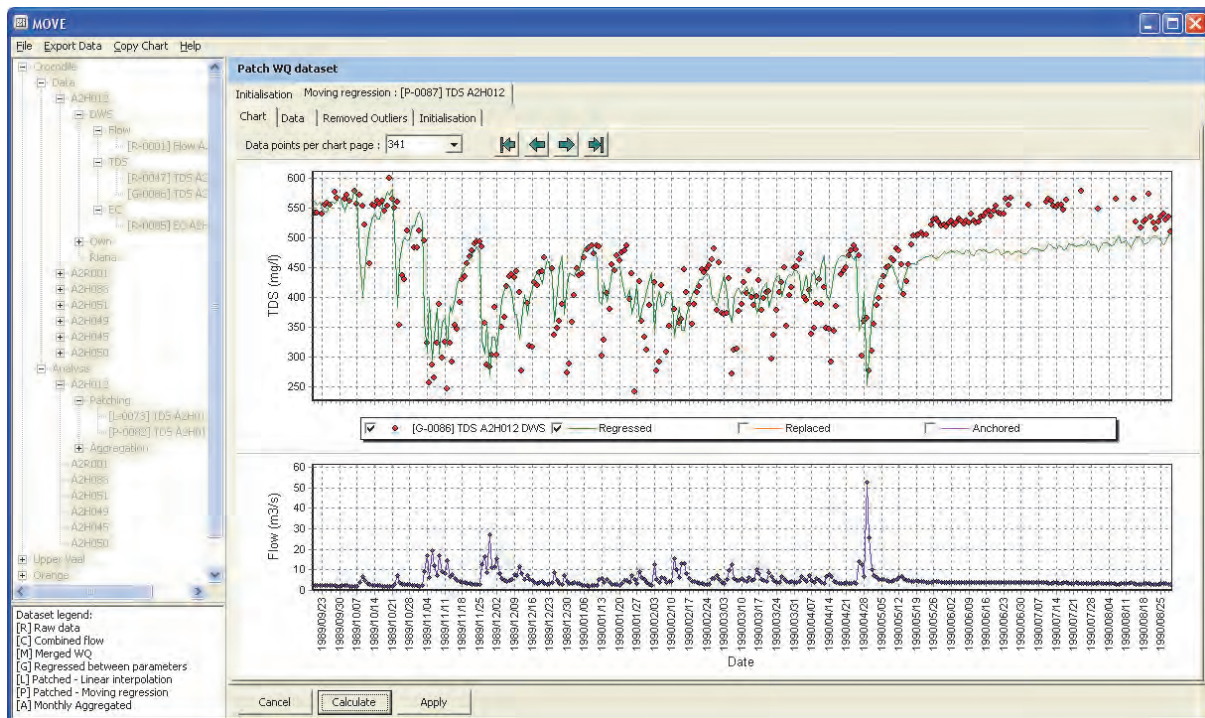 MOVE
File Export Data Copy Chart Help
Crocodile
Data
A2H012
DWS
Flow
[R-0001] Flow A
TDS
[R-0047] TDS A2
[G-0086] TDS A2
EC
[R-0085] EC A2H
Own
Riana
A2R001
A2H086
A2H051
A2H049
A2H045
A2H050
Analyse
A2H012
Patching
[L-0073] TDS A2H01
[P-0082] TDS A2H01
Aggregation
A2R001
A2H086
A2H051
A2H049
A2H045
A2H050
Upper Vaal
Orange
Dataset legend:
[R] Raw data
[C] Combined flow
[M] Merged WQ
[G] Regressed between parameters
[L] Patched - Linear interpolation
[P] Patched - Moving regression
[A] Monthly Aggregated
Patch WQ dataset
Initialisation Moving regression : [P-0087] TDS A2H012
Chart Data Removed Outliers Initialisation
Data points per chart page : 341
TDS (mg/l)
600
550
500
450
400
350
300
250
[G-0086] TDS A2H012 DWS Regressed Replaced Anchored
Flow (m3/s)
60
50
40
30
20
10
0
1989/09/23 1989/09/30 1989/10/07 1989/10/14 1989/10/21 1989/10/28 1989/11/04 1989/11/11 1989/11/18 1989/11/25 1989/12/02 1989/12/09 1989/12/16 1989/12/23 1989/12/30 1990/01/06 1990/01/13 1990/01/20 1990/01/27 1990/02/03 1990/02/10 1990/02/17 1990/02/24 1990/03/03 1990/03/10 1990/03/17 1990/03/24 1990/03/31 1990/04/07 1990/04/14 1990/04/21 1990/04/28 1990/05/05 1990/05/12 1990/05/19 1990/05/26 1990/06/02 1990/06/09 1990/06/16 1990/06/23 1990/06/30 1990/07/07 1990/07/14 1990/07/21 1990/07/28 1990/08/04 1990/08/11 1990/08/18 1990/08/25
Date
Cancel Calculate Apply